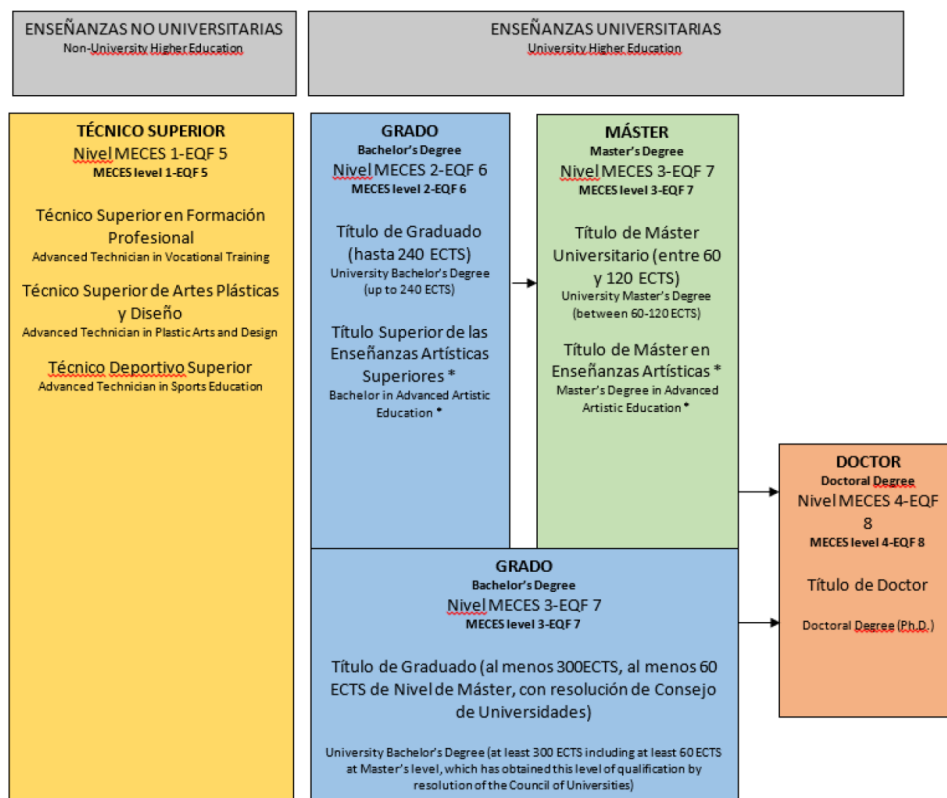 ENSEÑANZAS NO UNIVERSITARIAS
Non-University Higher Education
ENSEÑANZAS UNIVERSITARIAS
University Higher Education
TÉCNICO SUPERIOR
Nivel MECES 1-EQF 5
MECES level 1-EQF 5
Técnico Superior en Formación
Profesional
Advanced Technician in Vocational Training
Técnico Superior de Artes Plásticas
y Diseño
Advanced Technician in Plastic Arts and Design
Técnico Deportivo Superior
Advanced Technician in Sports Education
GRADO
Bachelor's Degree
Nivel MECES 2-EQF 6
MECES level 2-EQF 6
Título de Graduado
(hasta 240 ECTS)
University Bachelor's Degree
(up to 240 ECTS)
Título Superior de las
Enseñanzas Artísticas
Superiores *
Bachelor in Advanced Artistic
Education *
MÁSTER
Master's Degree
Nivel MECES 3-EQF 7
MECES level 3-EQF 7
Título de Máster
Universitario (entre 60
y 120 ECTS)
University Master's Degree
(between 60-120 ECTS)
Título de Máster en
Enseñanzas Artísticas *
Master's Degree in Advanced
Artistic Education *
DOCTOR
Doctoral Degree
Nivel MECES 4-EQF
8
MECES level 4-EQF 8
Título de Doctor
Doctoral Degree (Ph.D.)
GRADO
Bachelor's Degree
Nivel MECES 3-EQF 7
MECES level 3-EQF 7
Título de Graduado (al menos 300ECTS, al menos 60
ECTS de Nivel de Máster, con resolución de Consejo
de Universidades)
University Bachelor's Degree (at least 300 ECTS including at least 60 ECTS
at Master's level, which has obtained this level of qualification by
resolution of the Council of Universities)